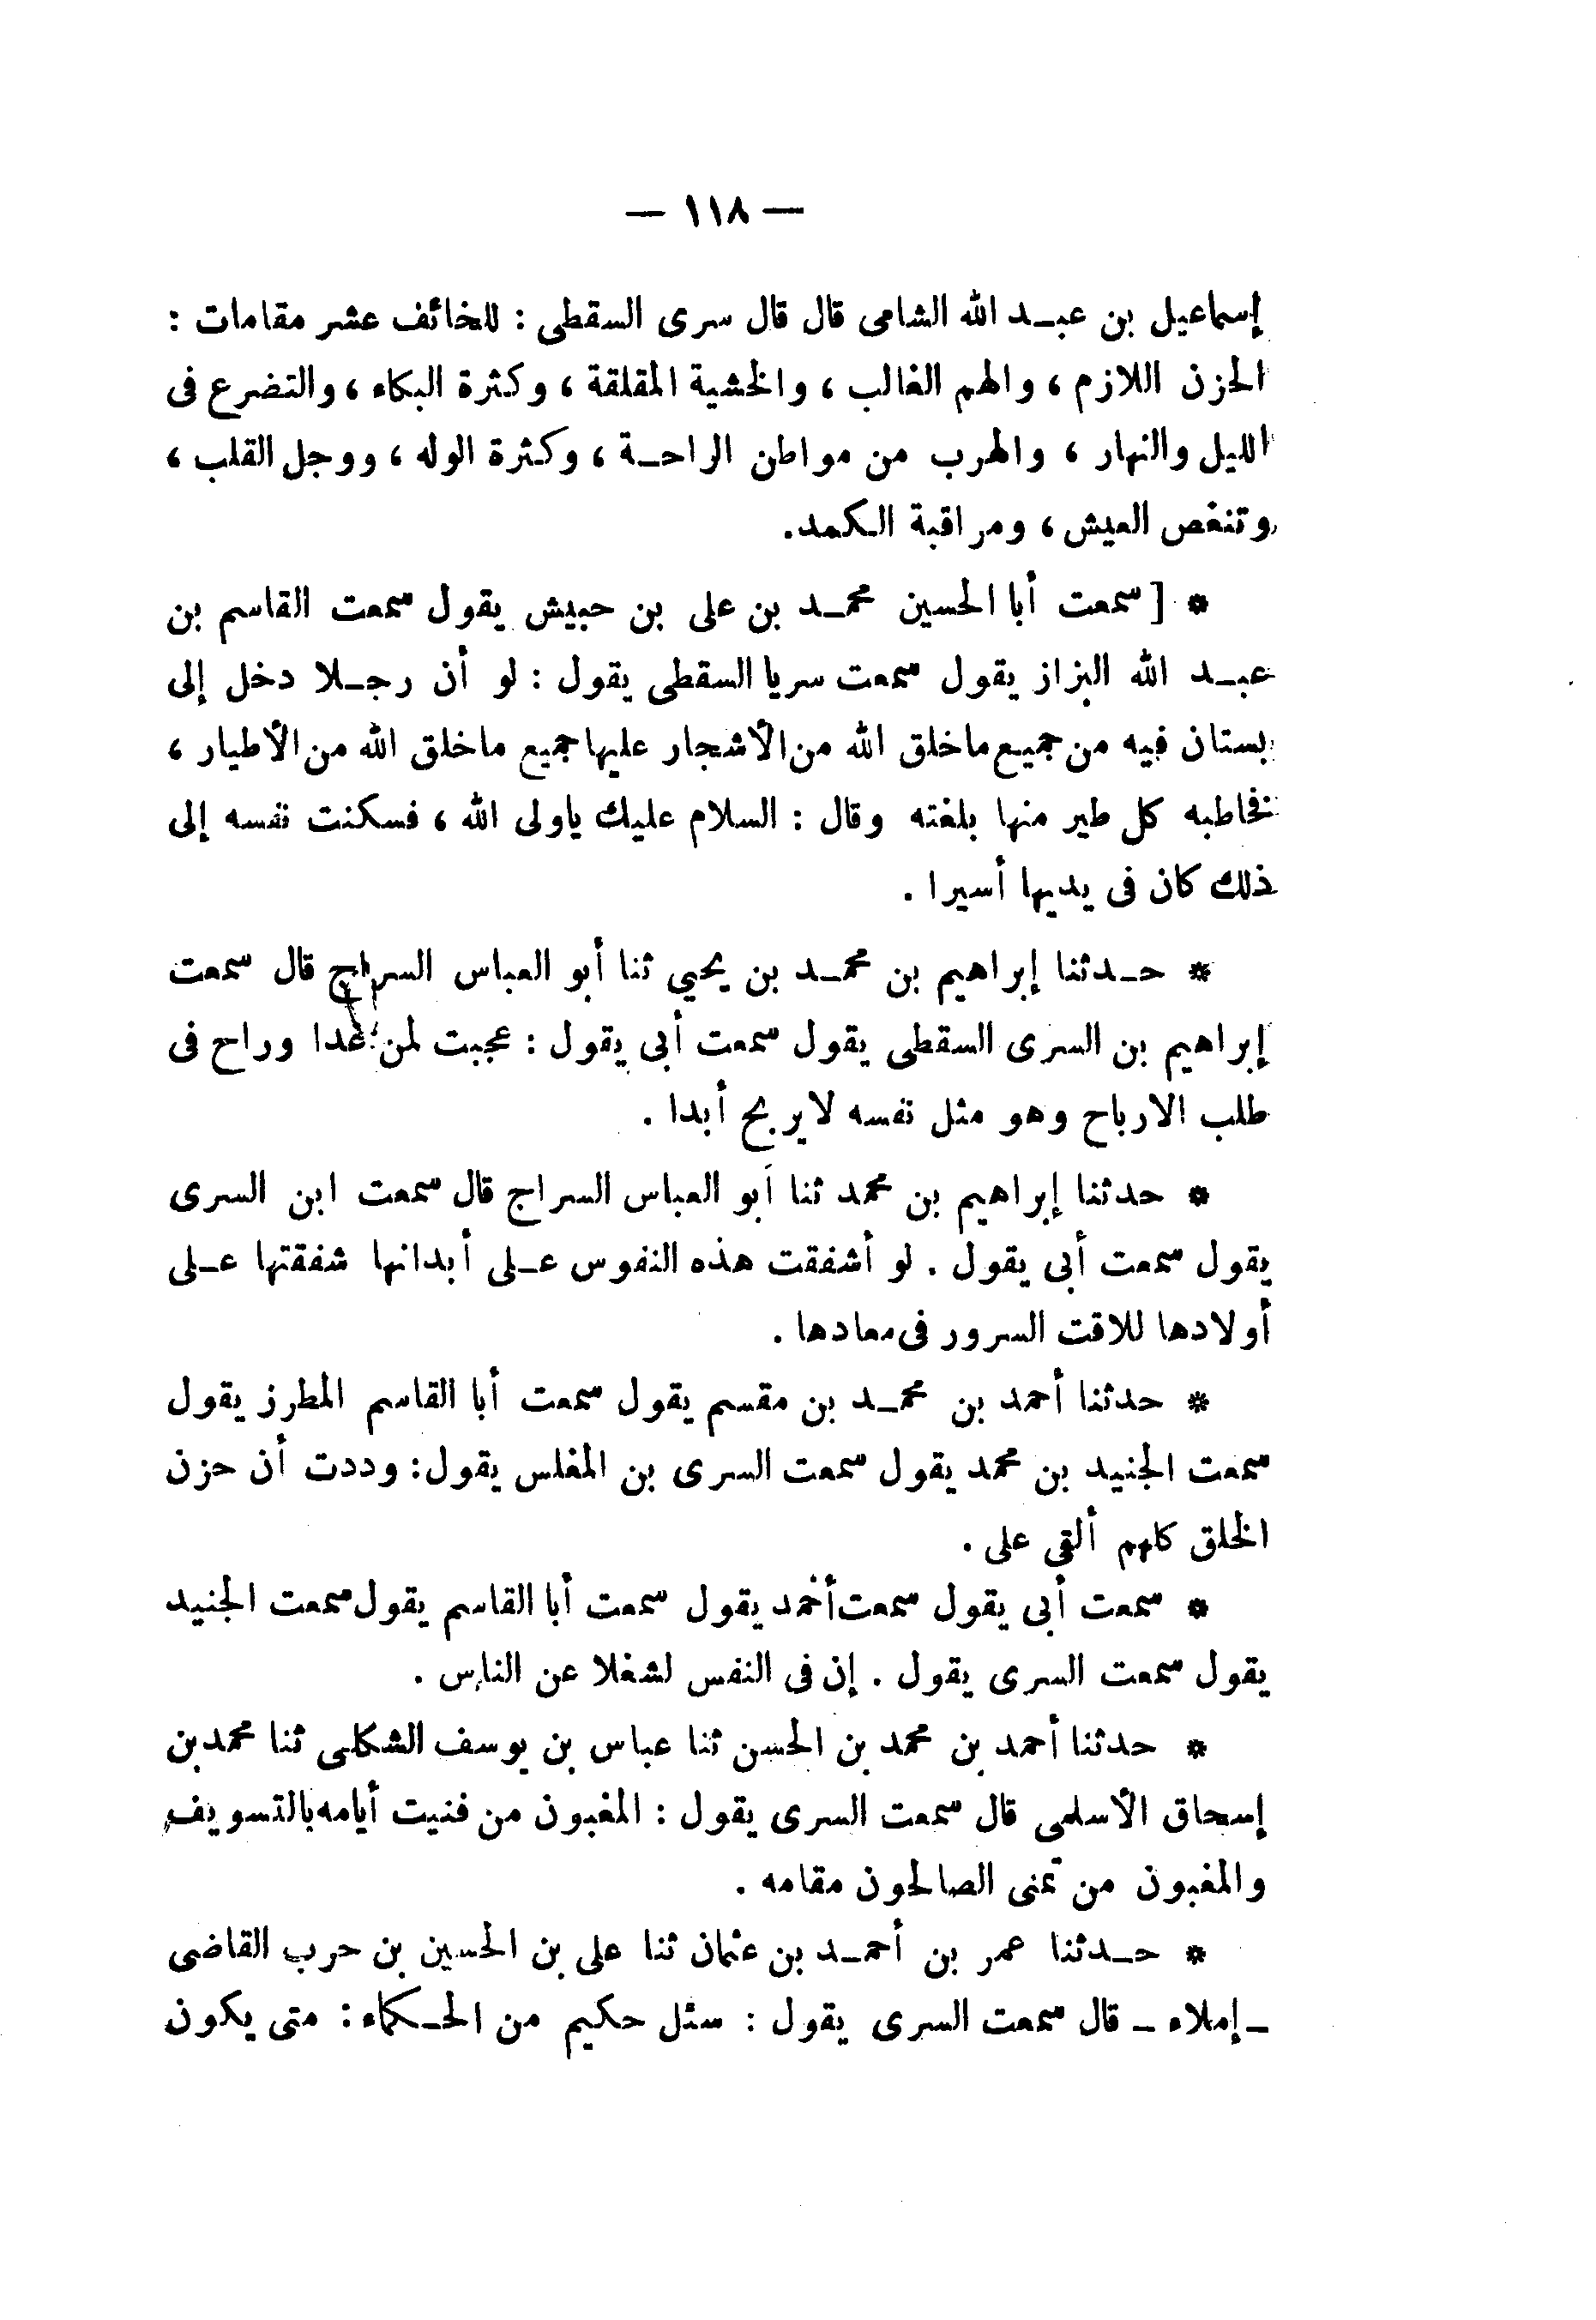 — ١١٨ —
إسماعيل بن عبد الله الشامى قال قال سرى السقطى : للخائف عشر مقامات :
الحزن اللازم ، والهم الغالب ، والخشية المقلقة ، وكثرة البكاء ، والتضرع فى
الليل والنهار ، والهرب من مواطن الراحة ، وكثرة الوله ، ووجل القلب ،
وتنغص العيش ، ومراقبة الكمد.
* [ سمعت أبا الحسين محمد بن على بن حبيش يقول سمعت القاسم بن
عبد الله البزاز يقول سمعت سريا السقطى يقول : لو أن رجلا دخل إلى
بستان فيه من جميع ماخلق الله من الأشجار عليها جميع ماخلق الله من الأطيار ،
نخاطبه كل طير منها بلغته وقال : السلام عليك ياولى الله ، فسكنت نفسه إلى
ذلك كان فى يديها أسيرا .
* حدثنا إبراهيم بن محمد بن يحيي ثنا أبو العباس السراج قال سمعت
إبراهيم بن السرى السقطى يقول سمعت أبى يقول : عجبت لمن غدا وراح فى
طلب الارباح وهو مثل نفسه لايربح أبدا .
* حدثنا إبراهيم بن محمد ثنا أبو العباس السراج قال سمعت ابن السرى
يقول سمعت أبى يقول . لو أشفقت هذه النفوس على أبدانها شفقتها على
أولادها للاقت السرور فى معادها .
* حدثنا أحمد بن محمد بن مقسم يقول سمعت أبا القاسم المطرز يقول
سمعت الجنيد بن محمد يقول سمعت السرى بن المغلس يقول : وددت أن حزن
الخلق كلهم ألقى على .
* سمعت أبى يقول سمعت أحمد يقول سمعت أبا القاسم يقول سمعت الجنيد
يقول سمعت السرى يقول . إن فى النفس لشغلا عن الناس .
* حدثنا أحمد بن محمد بن الحسن ثنا عباس بن يوسف الشكلى ثنا محمد بن
إسحاق الأسلمى قال سمعت السرى يقول : المغبون من فنيت أيامه بالتسويف
والمغبون من تمنى الصالحون مقامه .
* حدثنا عمر بن أحمد بن عثمان ثنا على بن الحسين بن حرب القاضى
ـ إملاء ـ قال سمعت السرى يقول : سئل حكيم من الحكماء : متى يكون